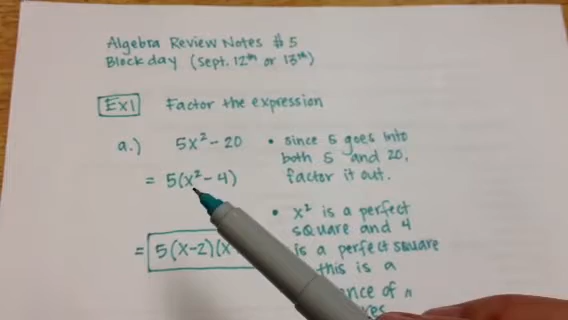 Algebra Review Notes #5
Block day (Sept. 12th or 13th)
Ex1 Factor the expression
a.) 5x² - 20
= 5(x² - 4)
= 5(x-2)(x
• since 5 goes into
both 5 and 20,
factor it out.
• x² is a perfect
square and 4
is a perfect square
this is a
of